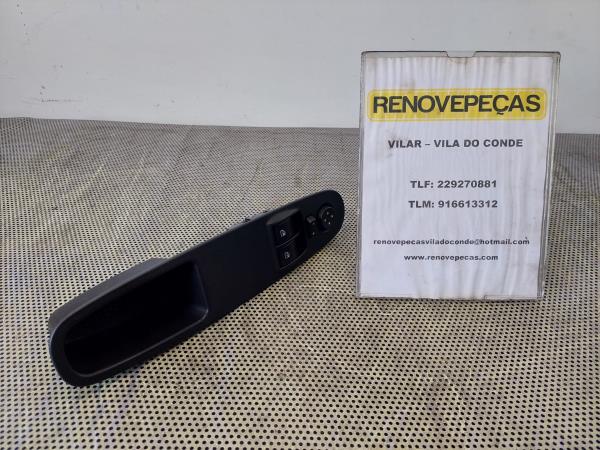 RENOVEPEÇAS
VILAR – VILA DO CONDE
TLF: 229270881
TLM: 916613312
renovepecasviladoconde@hotmail.com
www.renovepecas.com